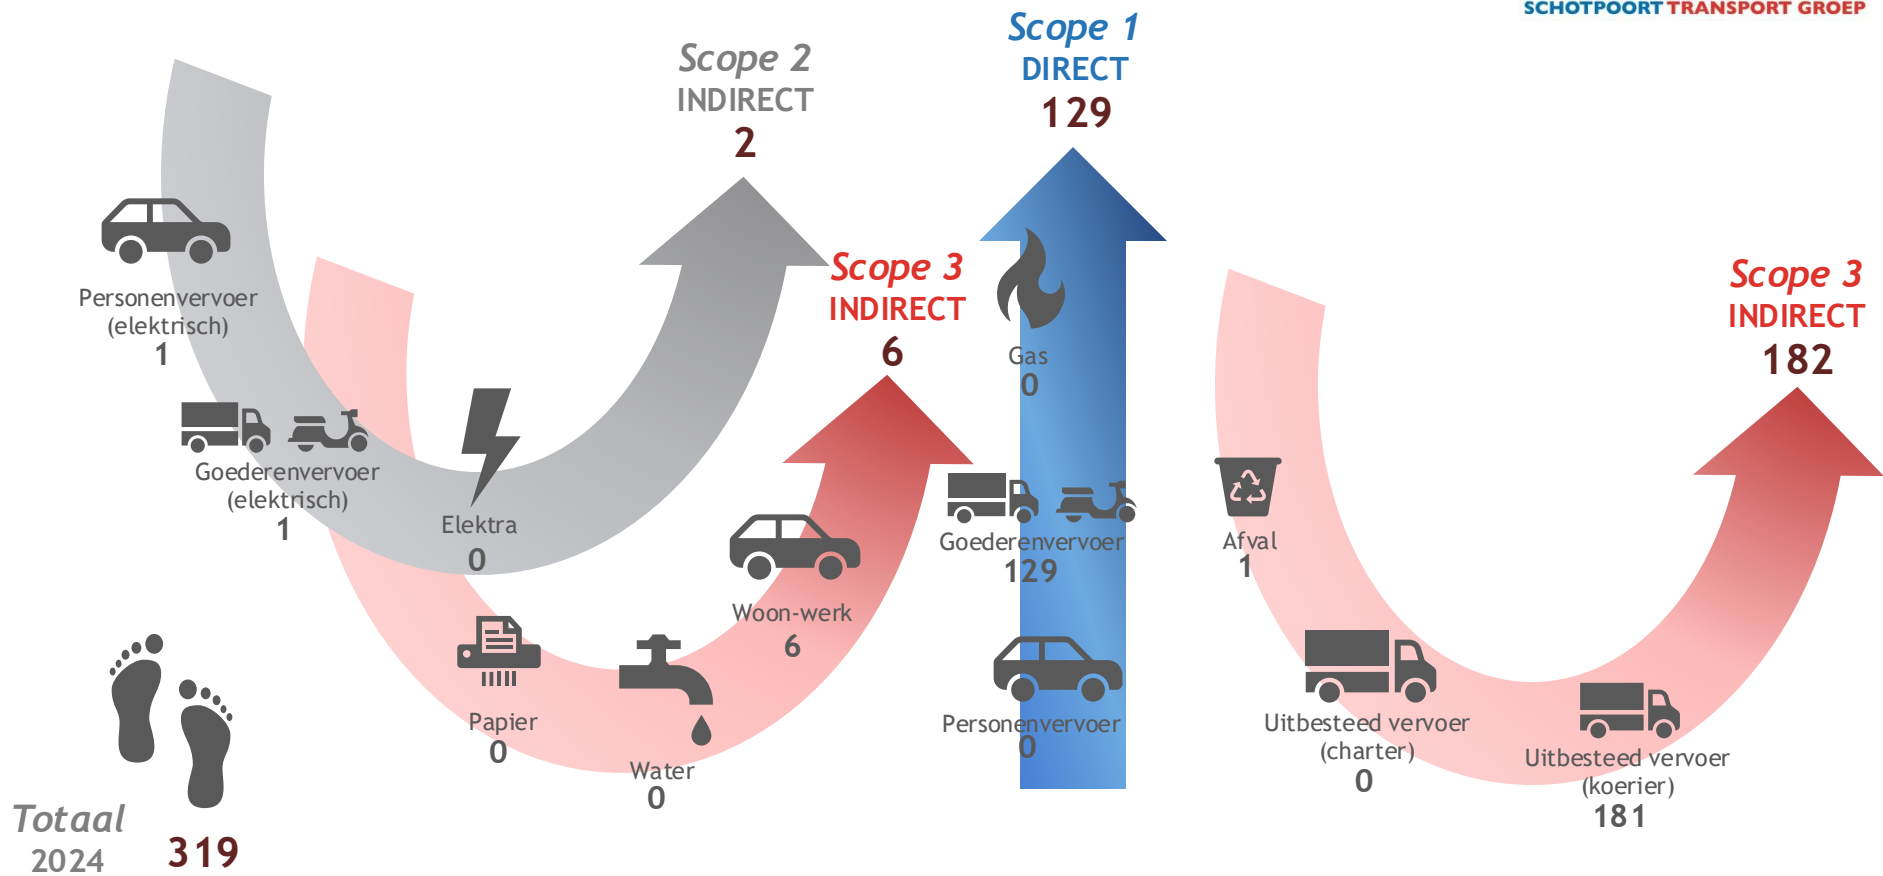 SCHOTPOORT TRANSPORT GROEP
Scope 2
INDIRECT
2
Personenvervoer
(elektrisch)
1
Goederenvervoer
(elektrisch)
1
Elektra
0
Scope 3
INDIRECT
6
Papier
0
Water
0
Woon-werk
6
Scope 1
DIRECT
129
Gas
0
Goederenvervoer
129
Personenvervoer
0
Scope 3
INDIRECT
182
Afval
1
Uitbesteed vervoer
(charter)
0
Uitbesteed vervoer
(koerier)
181
Totaal
2024
319